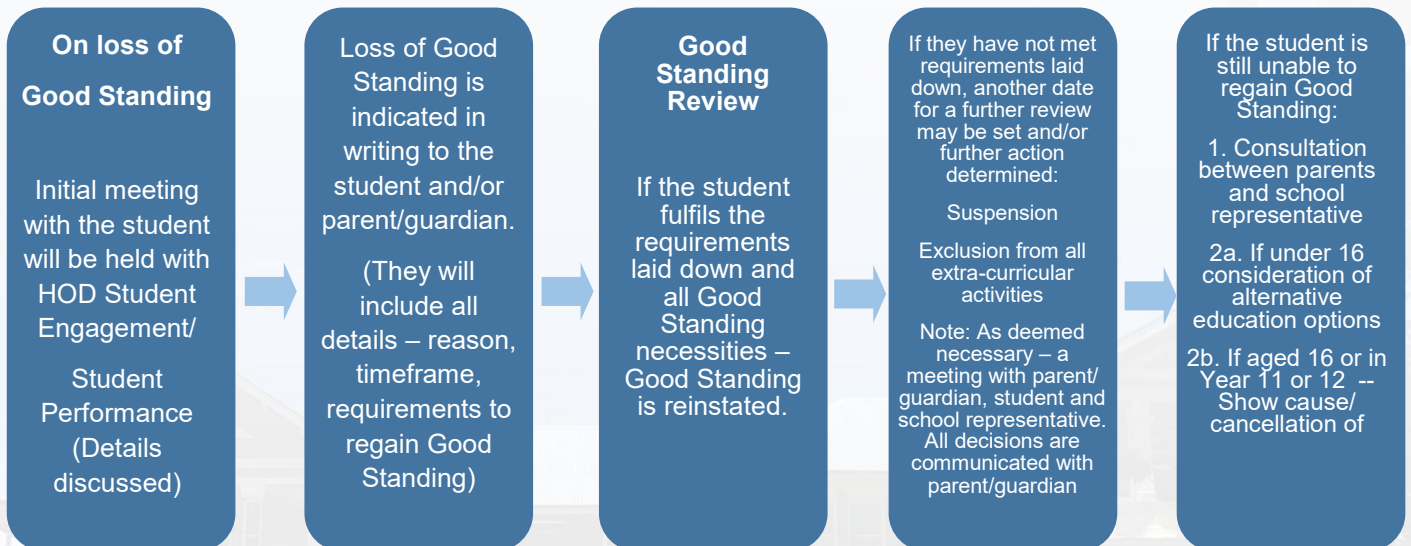 On loss of
Good Standing
Initial meeting
with the student
will be held with
HOD Student
Engagement/
Student
Performance
(Details
discussed)
Loss of Good
Standing is
indicated in
writing to the
student and/or
parent/guardian.
(They will
include all
details – reason,
timeframe,
requirements to
regain Good
Standing)
Good
Standing
Review
If the student
fulfils the
requirements
laid down and
all Good
Standing
necessities –
Good Standing
is reinstated.
If they have not met
requirements laid
down, another date
for a further review
may be set and/or
further action
determined:
Suspension
Exclusion from all
extra-curricular
activities
Note: As deemed
necessary – a
meeting with parent/
guardian, student and
school representative.
All decisions are
communicated with
parent/guardian
If the student is
still unable to
regain Good
Standing:
1. Consultation
between parents
and school
representative
2a. If under 16
consideration of
alternative
education options
2b. If aged 16 or in
Year 11 or 12 --
Show cause/
cancellation of